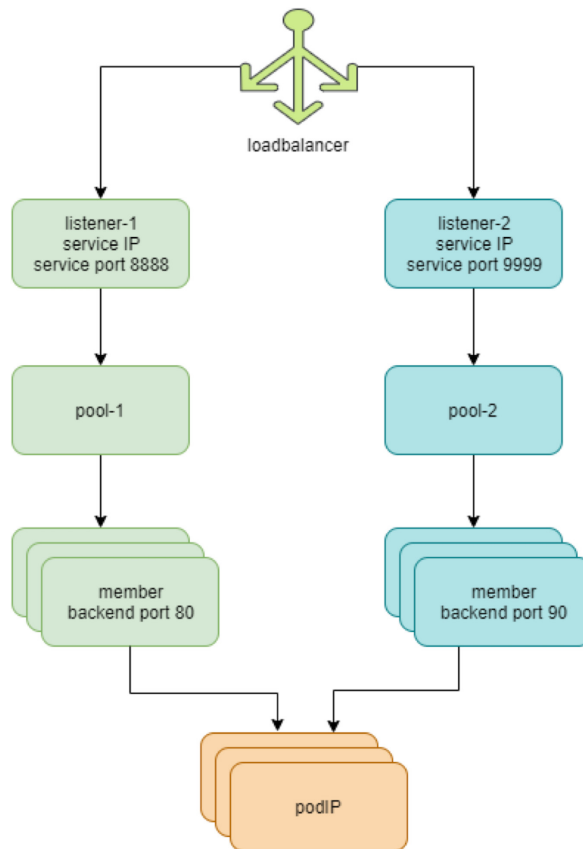 loadbalancer
listener-1
service IP
service port 8888
listener-2
service IP
service port 9999
pool-1
pool-2
member
backend port 80
member
backend port 90
podIP